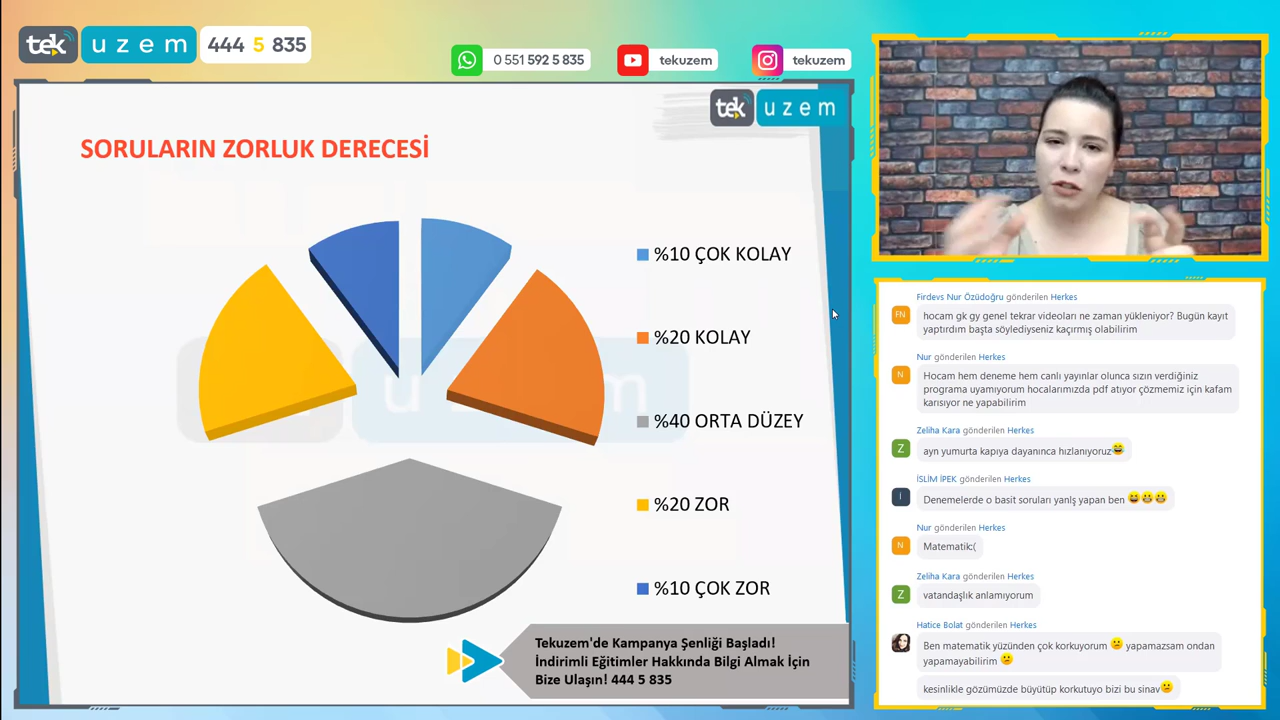 tek uzem 444 5 835
0 551 592 5 835
tekuzem
tekuzem
tek uzem
SORULARIN ZORLUK DERECESİ
%10 ÇOK KOLAY
%20 KOLAY
%40 ORTA DÜZEY
%20 ZOR
%10 ÇOK ZOR
Tekuzem'de Kampanya Şenliği Başladı!
İndirimli Eğitimler Hakkında Bilgi Almak İçin
Bize Ulaşın! 444 5 835
Firdevs Nur Özüdoğru gönderilen Herkes
FN
hocam gk gy genel tekrar videoları ne zaman yükleniyor? Bugün kayıt
yaptırdım başta söylediyseniz kaçırmış olabilirim
Nur gönderilen Herkes
N
Hocam hem deneme hem canlı yayınlar olunca sızın verdiğiniz
programa uyamıyorum hocalarımızda pdf atıyor çözmemiz için kafam
karısıyor ne yapabilirim
Zeliha Kara gönderilen Herkes
Z
ayn yumurta kapıya dayanınca hızlanıyoruz😅
İSLİM İPEK gönderilen Herkes
İ
Denemelerde o basit soruları yanlş yapan ben 😄😬😬
Nur gönderilen Herkes
N
Matematik:(
Zeliha Kara gönderilen Herkes
Z
vatandaşlık anlamıyorum
Hatice Bolat gönderilen Herkes
Ben matematik yüzünden çok korkuyorum 😕 yapamazsam ondan
yapamayabilirim 😕
kesinlikle gözümüzde büyütüp korkutuyo bizi bu sınav😕